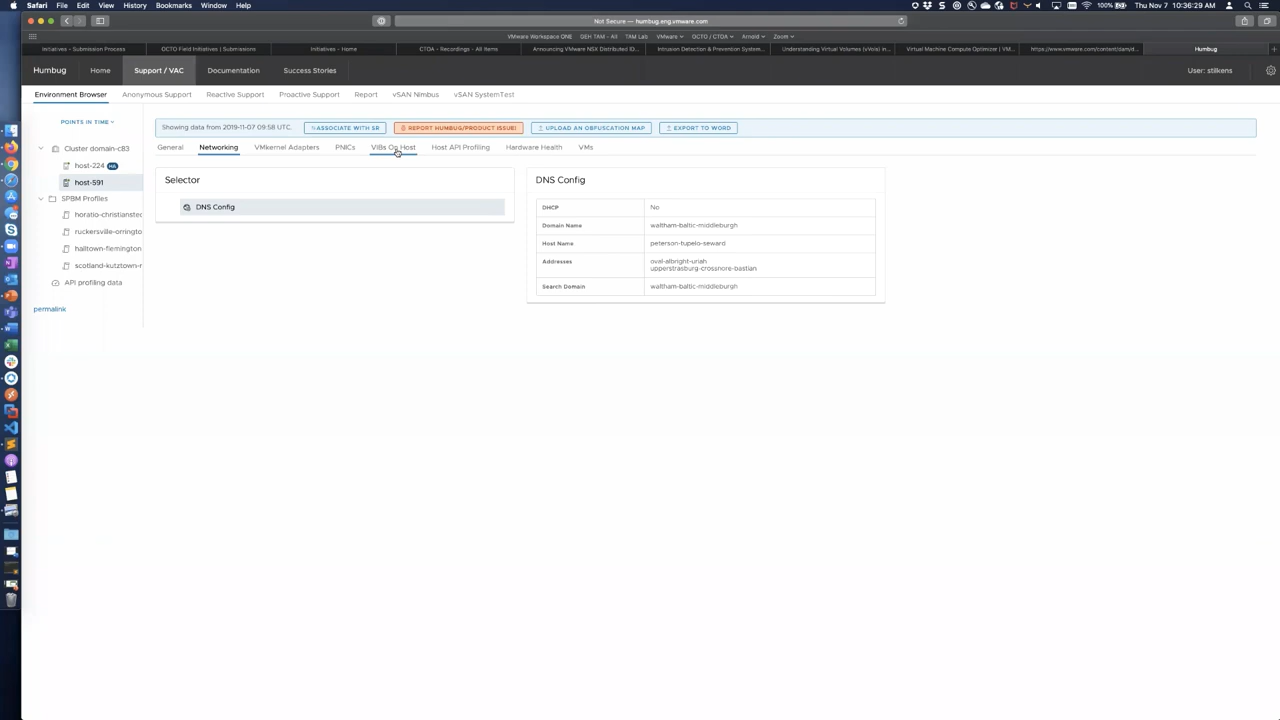 Safari File Edit View History Bookmarks Window Help
100% Thu Nov 7 10:36:29 AM
Not Secure — humbug.eng.vmware.com
VMware Workspace ONE GEH TAM - All TAM Lab VMware OCTO / CTOA Arnold Zoom
Initiatives - Submission Process OCTO Field Initiatives | Submissions Initiatives - Home CTOA - Recordings - All Items Announcing VMware NSX Distributed ID... Intrusion Detection & Prevention System... Understanding Virtual Volumes (vVols) in... Virtual Machine Compute Optimizer | VM... https://www.vmware.com/content/dam/d... Humbug
Humbug Home Support / VAC Documentation Success Stories User: stilkens
Environment Browser Anonymous Support Reactive Support Proactive Support Report vSAN Nimbus vSAN SystemTest
POINTS IN TIME
Showing data from 2019-11-07 09:58 UTC. ASSOCIATE WITH SR REPORT HUMBUG/PRODUCT ISSUE! UPLOAD AN OBFUSCATION MAP EXPORT TO WORD
General Networking VMkernel Adapters PNICs VIBs On Host Host API Profiling Hardware Health VMs
Cluster domain-c83
host-224 HA
host-591
SPBM Profiles
horatio-christiansted
ruckersville-orringto
halltown-flemington
scotland-kutztown-r
API profiling data
permalink
Selector
DNS Config
DNS Config
DHCP No
Domain Name waltham-baltic-middleburgh
Host Name peterson-tupelo-seward
Addresses oval-albright-uriah
upperstrasburg-crossnore-bastian
Search Domain waltham-baltic-middleburgh